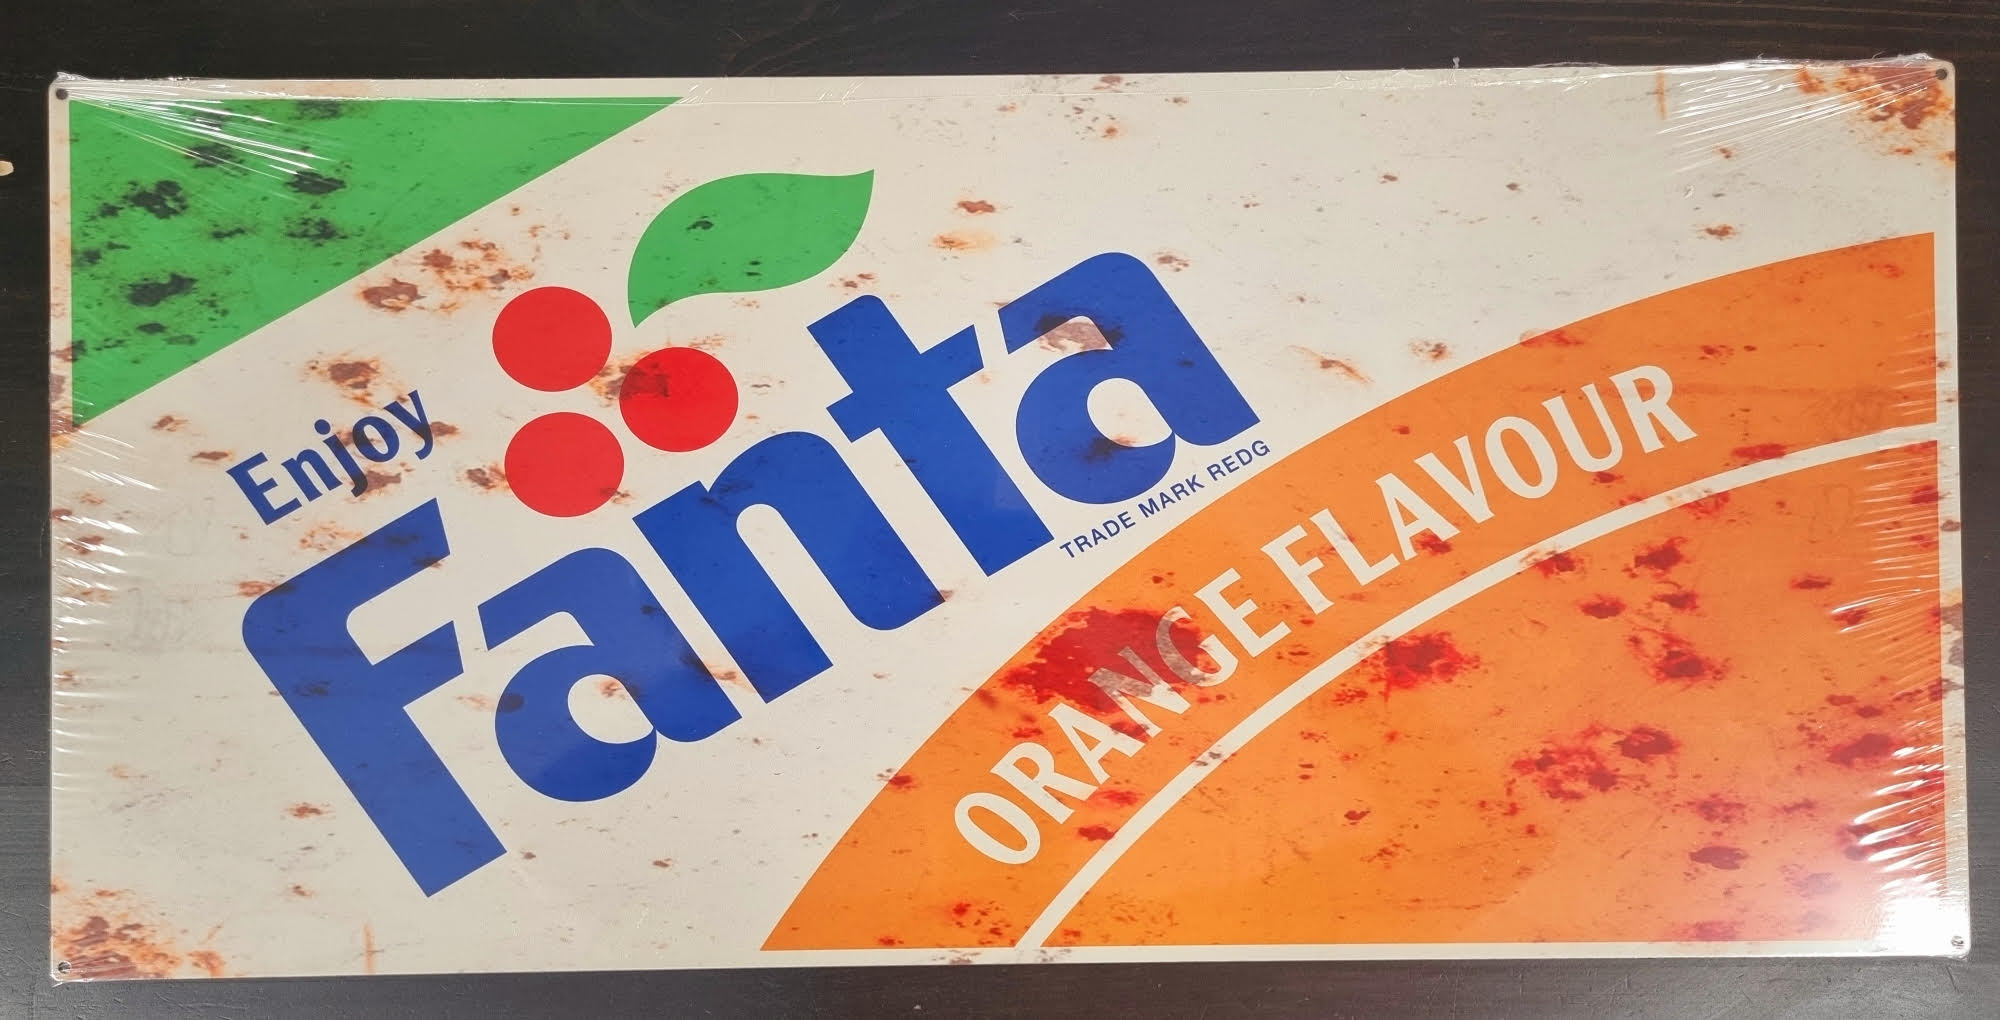 Enjoy
Fanta
TRADE MARK REDG
ORANGE FLAVOUR